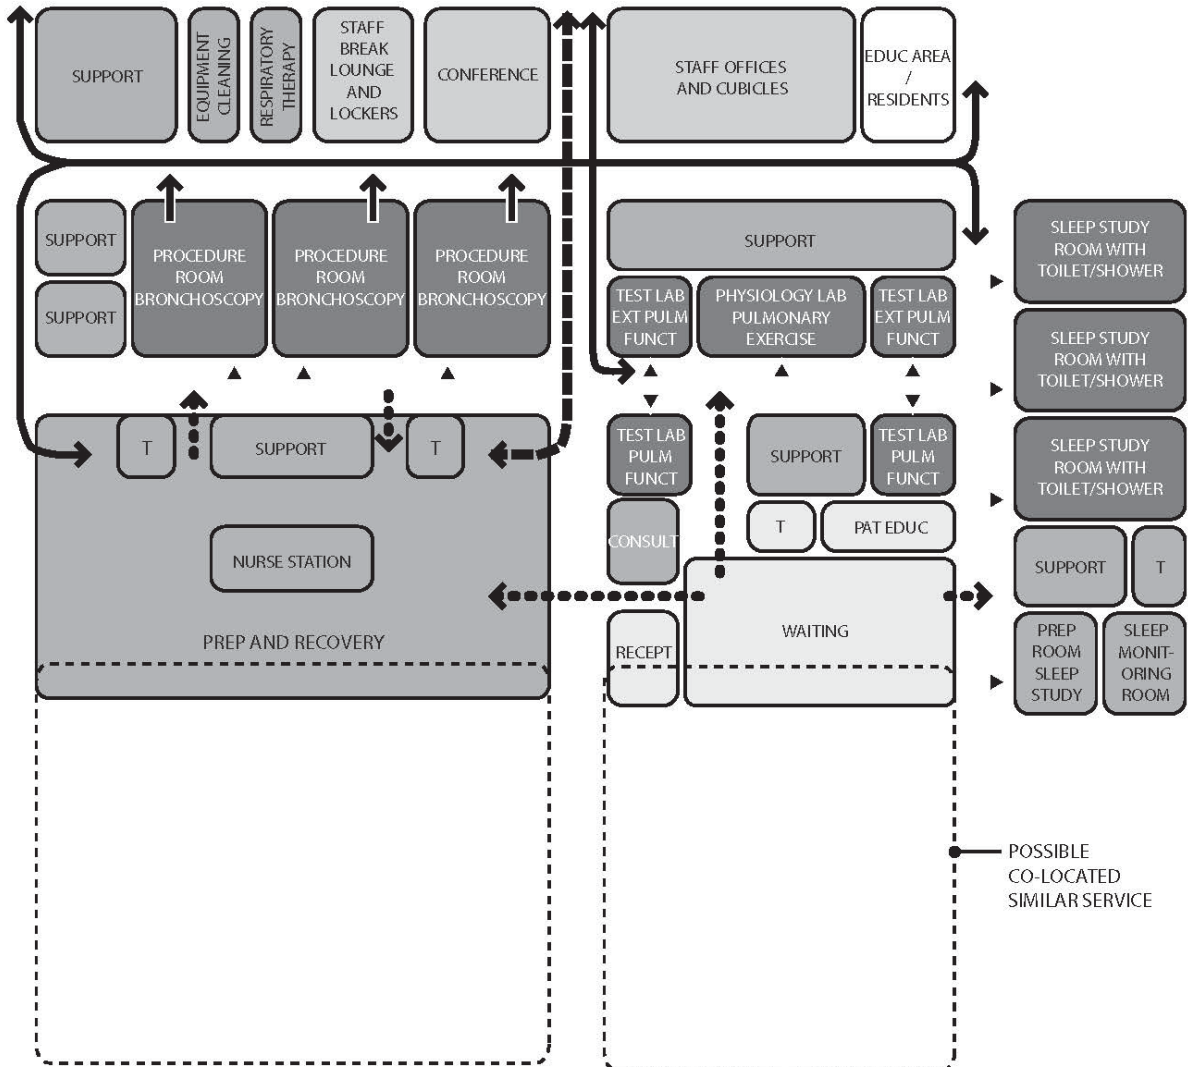 SUPPORT
EQUIPMENT
CLEANING
RESPIRATORY
THERAPY
STAFF
BREAK
LOUNGE
AND
LOCKERS
CONFERENCE
STAFF OFFICES
AND CUBICLES
EDUC AREA
/
RESIDENTS
SUPPORT
SUPPORT
PROCEDURE
ROOM
BRONCHOSCOPY
PROCEDURE
ROOM
BRONCHOSCOPY
PROCEDURE
ROOM
BRONCHOSCOPY
SUPPORT
TEST LAB
EXT PULM
FUNCT
PHYSIOLOGY LAB
PULMONARY
EXERCISE
TEST LAB
EXT PULM
FUNCT
SLEEP STUDY
ROOM WITH
TOILET/SHOWER
SLEEP STUDY
ROOM WITH
TOILET/SHOWER
SLEEP STUDY
ROOM WITH
TOILET/SHOWER
T
SUPPORT
T
NURSE STATION
PREP AND RECOVERY
TEST LAB
PULM
FUNCT
SUPPORT
TEST LAB
PULM
FUNCT
CONSULT
T
PAT EDUC
RECEPT
WAITING
SUPPORT
T
PREP
ROOM
SLEEP
STUDY
SLEEP
MONIT-
ORING
ROOM
POSSIBLE
CO-LOCATED
SIMILAR SERVICE